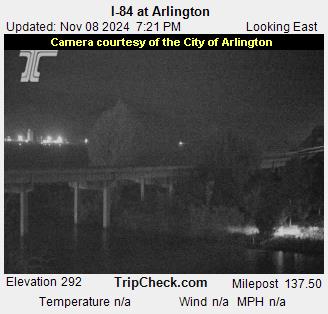 I-84 at Arlington
Updated: Nov 08 2024 7:21 PM Looking East
Camera courtesy of the City of Arlington
Elevation 292 TripCheck.com Milepost 137.50
Temperature n/a Wind n/a MPH n/a